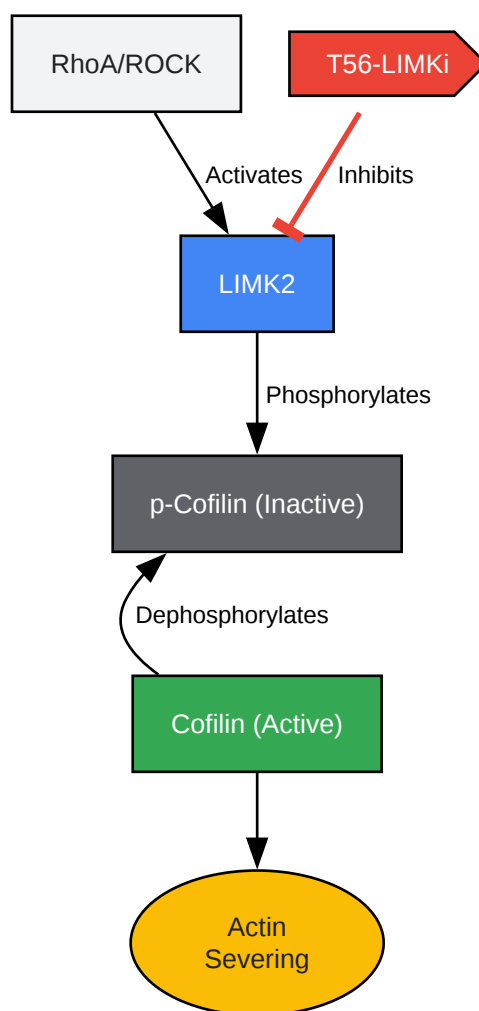 RhoA/ROCK
T56-LIMKi
Activates
Inhibits
LIMK2
Phosphorylates
p-Cofilin (Inactive)
Dephosphorylates
Cofilin (Active)
Actin
Severing